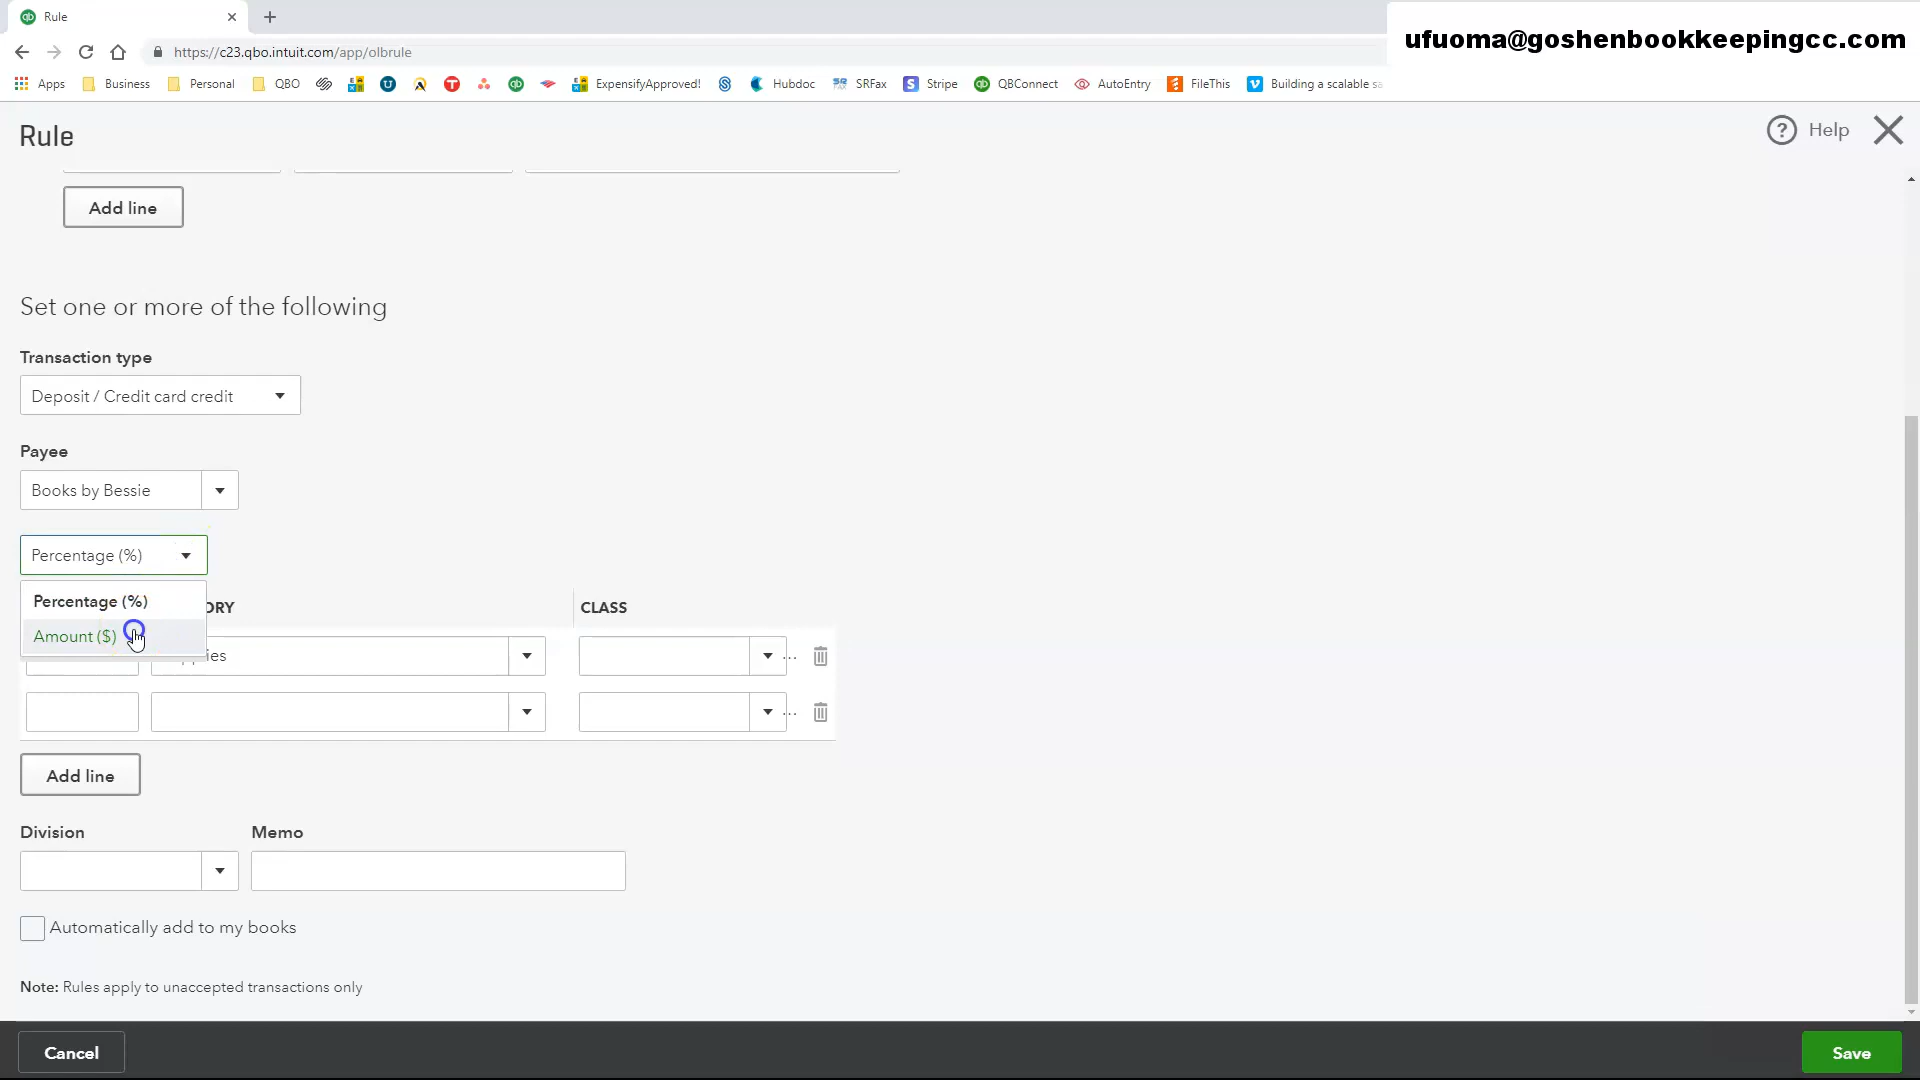 Rule
https://c23.qbo.intuit.com/app/olbrule
ufuoma@goshenbookkeepingcc.com
Apps Business Personal QBO ExpensifyApproved! Hubdoc SRFax Stripe QBConnect AutoEntry FileThis Building a scalable sa
Rule
Help
Add line
Set one or more of the following
Transaction type
Deposit / Credit card credit
Payee
Books by Bessie
Percentage (%)
Percentage (%)
Amount ($)
ORY CLASS
ies
...
...
Add line
Division Memo
Automatically add to my books
Note: Rules apply to unaccepted transactions only
Cancel Save